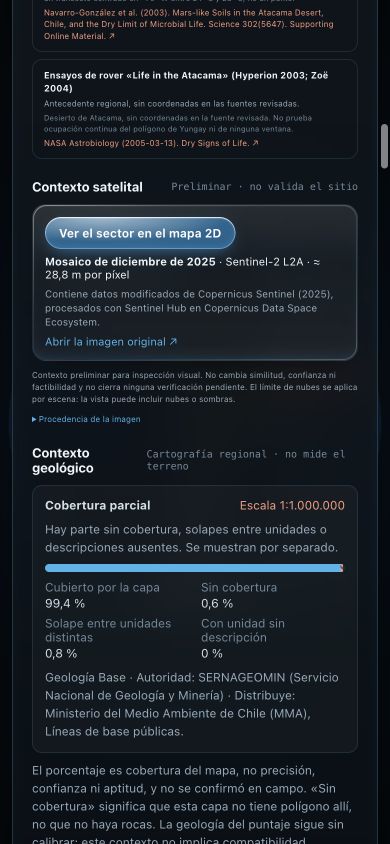 Navarro-González et al. (2003). Mars-like Soils in the Atacama Desert,
Chile, and the Dry Limit of Microbial Life. Science 302(5647). Supporting
Online Material. ↗
Ensayos de rover «Life in the Atacama» (Hyperion 2003; Zoë
2004)
Antecedente regional, sin coordenadas en las fuentes revisadas.
Desierto de Atacama, sin coordenadas en la fuente revisada. No prueba
ocupación continua del polígono de Yungay ni de ninguna ventana.
NASA Astrobiology (2005-03-13). Dry Signs of Life. ↗
Contexto satelital
Preliminar · no valida el sitio
Ver el sector en el mapa 2D
Mosaico de diciembre de 2025 · Sentinel-2 L2A · ≈
28,8 m por píxel
Contiene datos modificados de Copernicus Sentinel (2025),
procesados con Sentinel Hub en Copernicus Data Space
Ecosystem.
Abrir la imagen original ↗
Contexto preliminar para inspección visual. No cambia similitud, confianza ni
factibilidad y no cierra ninguna verificación pendiente. El límite de nubes se aplica
por escena: la vista puede incluir nubes o sombras.
▸ Procedencia de la imagen
Contexto
geológico
Cartografía regional · no mide el
terreno
Cobertura parcial
Escala 1:1.000.000
Hay parte sin cobertura, solapes entre unidades o
descripciones ausentes. Se muestran por separado.
Cubierto por la capa
99,4 %
Sin cobertura
0,6 %
Solape entre unidades
distintas
0,8 %
Con unidad sin
descripción
0 %
Geología Base · Autoridad: SERNAGEOMIN (Servicio
Nacional de Geología y Minería) · Distribuye:
Ministerio del Medio Ambiente de Chile (MMA),
Líneas de base públicas.
El porcentaje es cobertura del mapa, no precisión,
confianza ni aptitud, y no se confirmó en campo. «Sin
cobertura» significa que esta capa no tiene polígono allí,
no que no haya rocas. La geología del puntaje sigue sin
calibrar: este contexto no implica compatibilidad